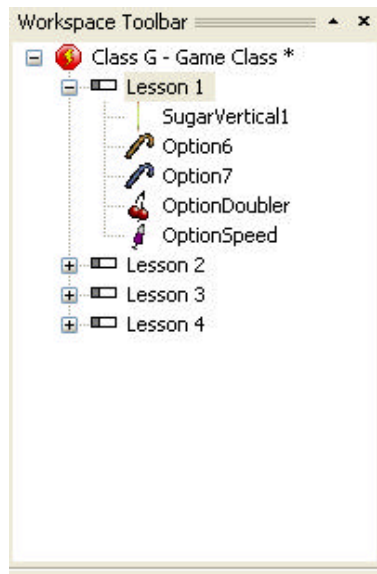 Workspace Toolbar
Class G - Game Class *
Lesson 1
SugarVertical1
Option6
Option7
OptionDoubler
OptionSpeed
Lesson 2
Lesson 3
Lesson 4